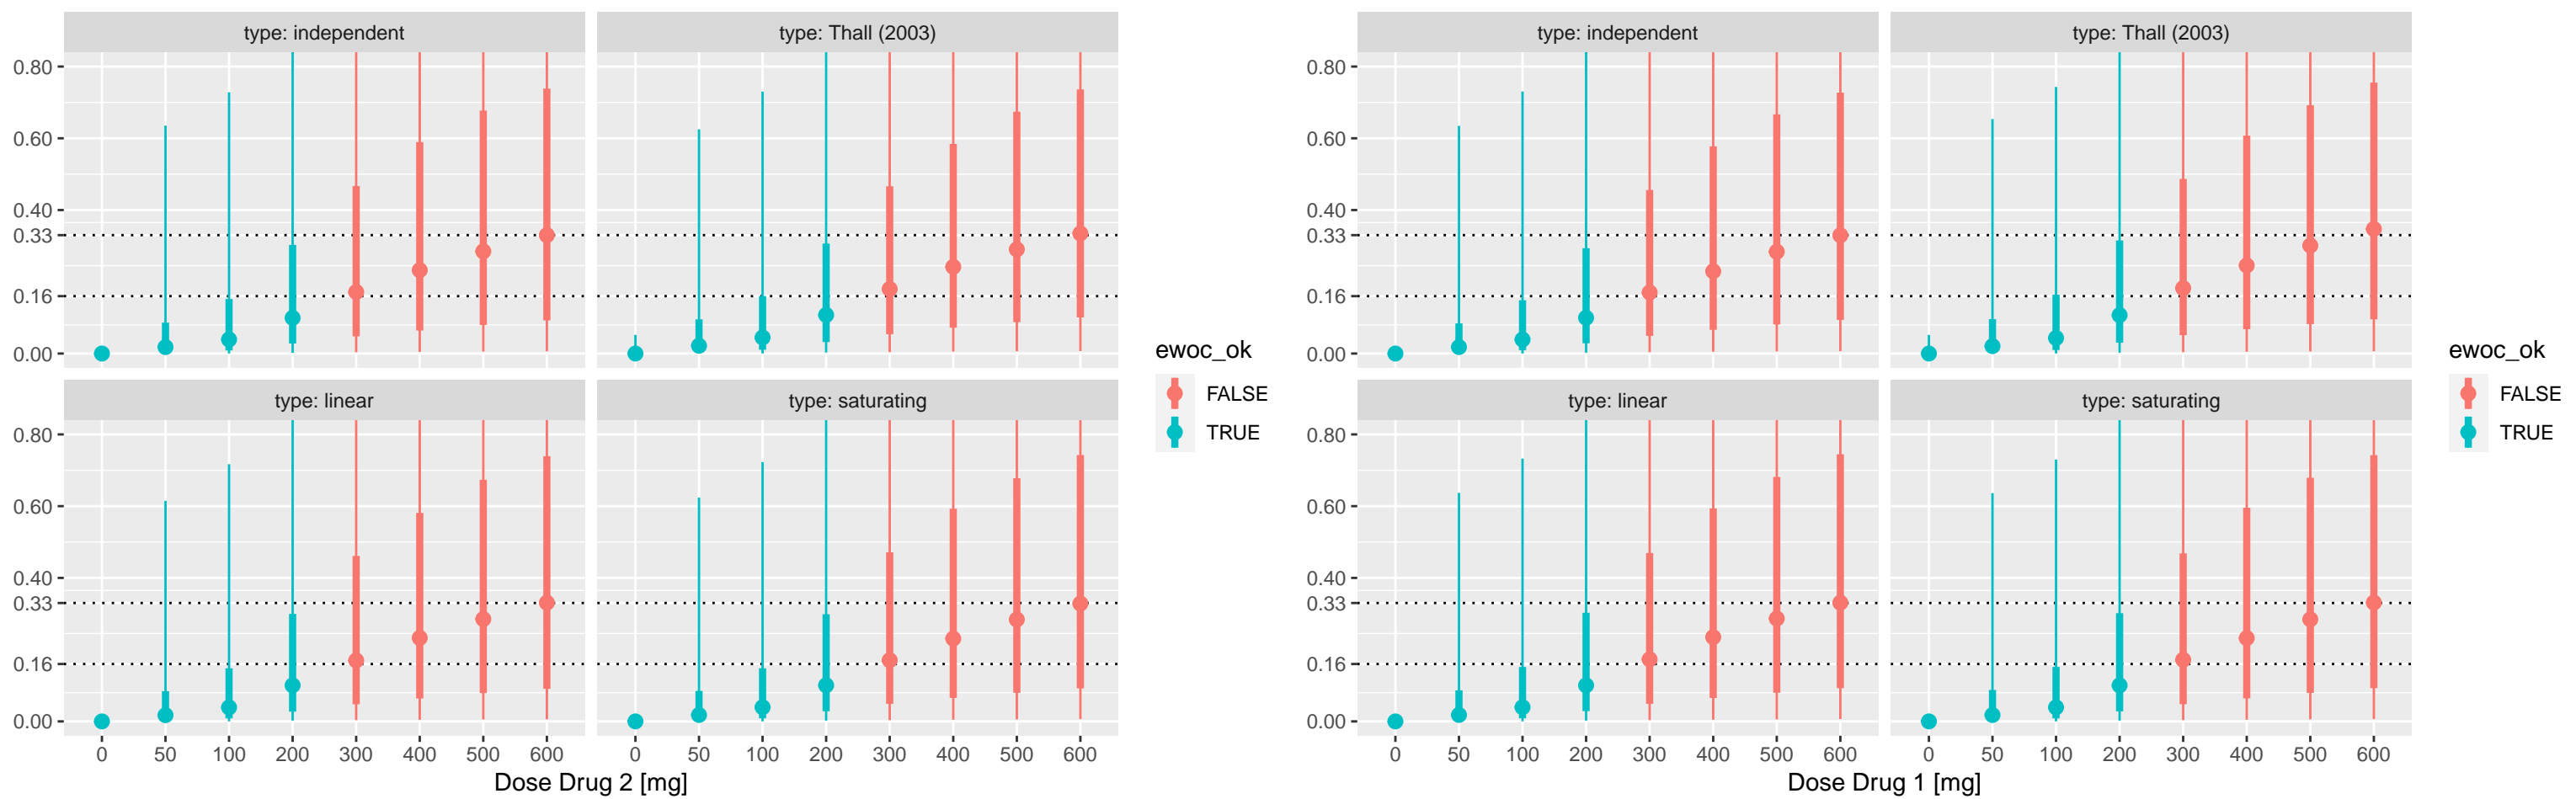 type: independent
type: Thall (2003)
0.80
0.60
0.40
0.33
0.16
0.00
type: linear
type: saturating
0.80
0.60
0.40
0.33
0.16
0.00
0 50 100 200 300 400 500 600
0 50 100 200 300 400 500 600
Dose Drug 2 [mg]
ewoc_ok
FALSE
TRUE
type: independent
type: Thall (2003)
0.80
0.60
0.40
0.33
0.16
0.00
type: linear
type: saturating
0.80
0.60
0.40
0.33
0.16
0.00
0 50 100 200 300 400 500 600
0 50 100 200 300 400 500 600
Dose Drug 1 [mg]
ewoc_ok
FALSE
TRUE